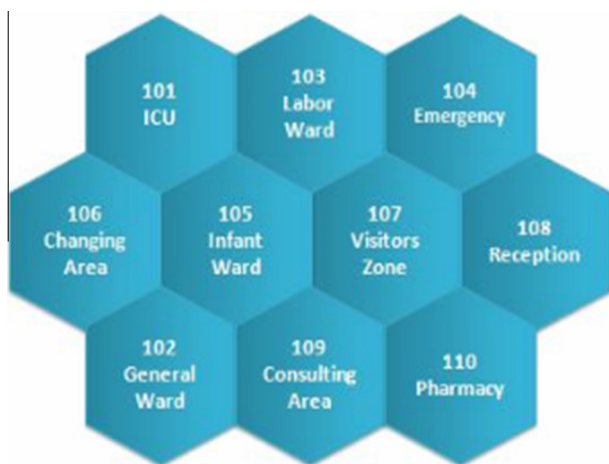 101
ICU
103
Labor
Ward
104
Emergency
106
Changing
Area
105
Infant
Ward
107
Visitors
Zone
108
Reception
102
General
Ward
109
Consulting
Area
110
Pharmacy